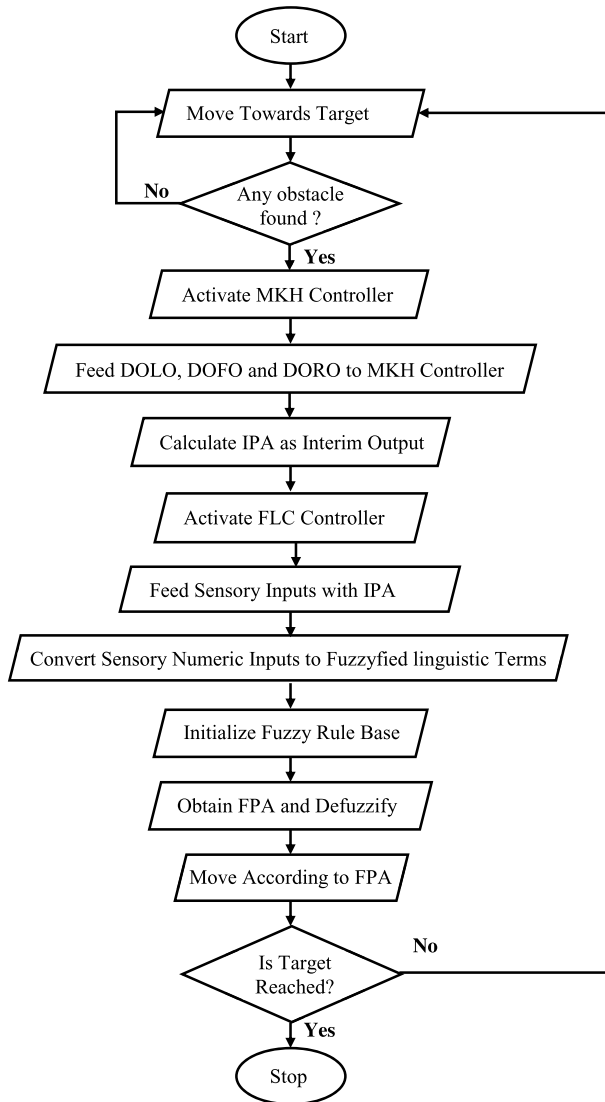 Start
Move Towards Target
No
Any obstacle
found ?
Yes
Activate MKH Controller
Feed DOLO, DOFO and DORO to MKH Controller
Calculate IPA as Interim Output
Activate FLC Controller
Feed Sensory Inputs with IPA
Convert Sensory Numeric Inputs to Fuzzyfied linguistic Terms
Initialize Fuzzy Rule Base
Obtain FPA and Defuzzify
Move According to FPA
No
Is Target
Reached?
Yes
Stop